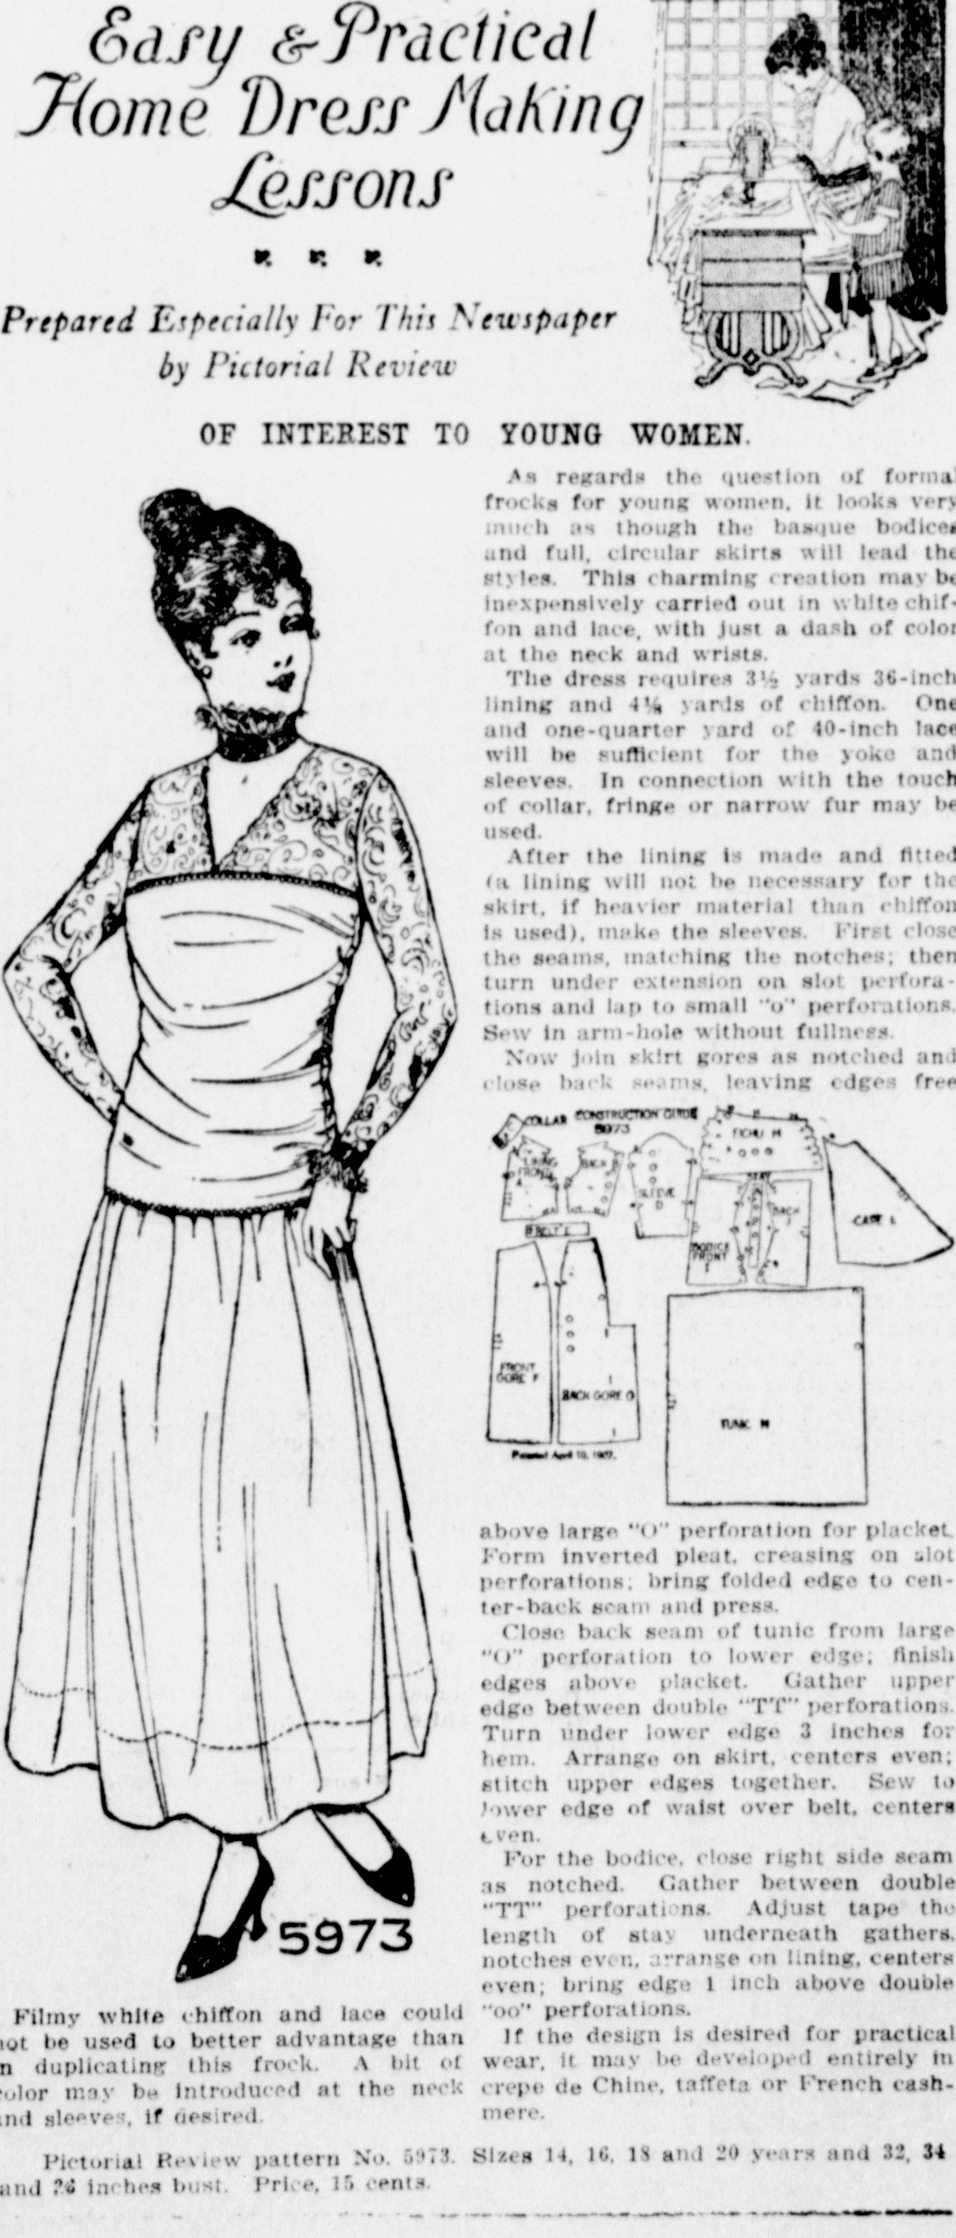 Easy & Practical
Home Dress Making
Lessons
Prepared Especially For This Newspaper
by Pictorial Review
OF INTEREST TO YOUNG WOMEN.
As regards the question of formal
frocks for young women, it looks very
much as though the basque bodices
and full, circular skirts will lead the
styles. This charming creation may be
inexpensively carried out in white chif-
fon and lace, with just a dash of color
at the neck and wrists.
The dress requires 3½ yards 36-inch
lining and 4¼ yards of chiffon. One
and one-quarter yard of 40-inch lace
will be sufficient for the yoke and
sleeves. In connection with the touch
of collar, fringe or narrow fur may be
used.
After the lining is made and fitted
(a lining will not be necessary for the
skirt, if heavier material than chiffon
is used), make the sleeves. First close
the seams, matching the notches; then
turn under extension on slot perfora-
tions and lap to small "o" perforations.
Sew in arm-hole without fullness.
Now join skirt gores as notched and
close back seams, leaving edges free
COLLAR
CONSTRUCTION GUIDE
5973
LINING
FRONT
A
BACK
SLEEVE
D
FICHU M
STAY
BODICE
FRONT
BACK
CAPE L
BELT E
FRONT
GORE F
BACK GORE G
TUNIC
Patented April
above large "O" perforation for placket.
Form inverted pleat, creasing on slot
perforations; bring folded edge to cen-
ter-back seam and press.
Close back seam of tunic from large
"O" perforation to lower edge; finish
edges above placket. Gather upper
edge between double "TT" perforations.
Turn under lower edge 3 inches for
hem. Arrange on skirt, centers even;
stitch upper edges together. Sew to
lower edge of waist over belt, centers
even.
For the bodice, close right side seam
as notched. Gather between double
"TT" perforations. Adjust tape the
length of stay underneath gathers,
notches even, arrange on lining, centers
even; bring edge 1 inch above double
"oo" perforations.
If the design is desired for practical
wear, it may be developed entirely in
crepe de Chine, taffeta or French cash-
mere.
5973
Filmy white chiffon and lace could
not be used to better advantage than
in duplicating this frock. A bit of
color may be introduced at the neck
and sleeves, if desired.
Pictorial Review pattern No. 5973. Sizes 14, 16, 18 and 20 years and 32, 34
and 36 inches bust. Price, 15 cents.